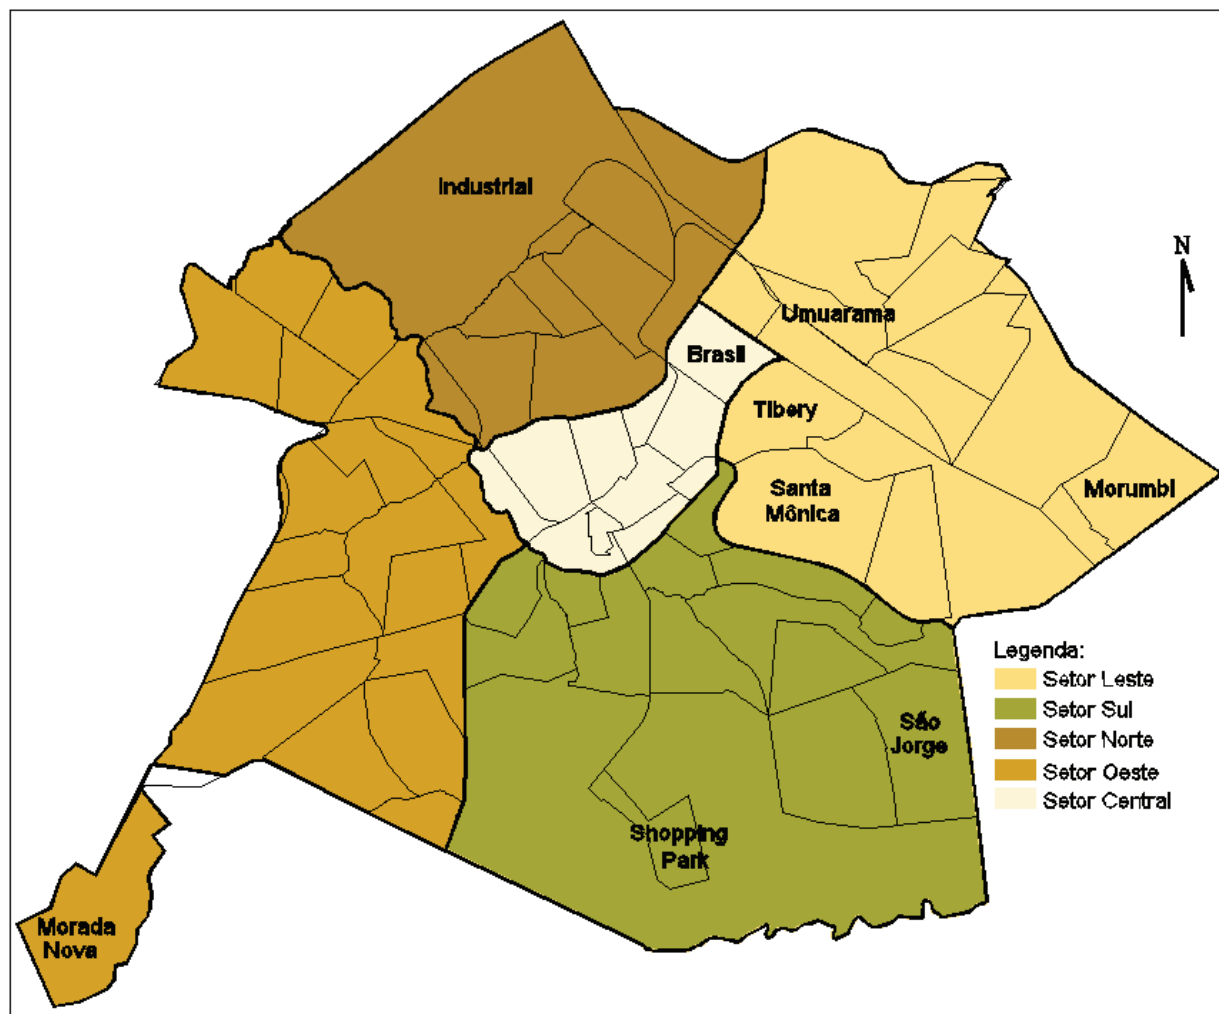 Industrial
N
Umuarama
Brasil
Tibery
Santa
Mônica
Morumbi
Legenda:
Setor Leste
Setor Sul
Setor Norte
Setor Oeste
Setor Central
São
Jorge
Shopping
Park
Morada
Nova